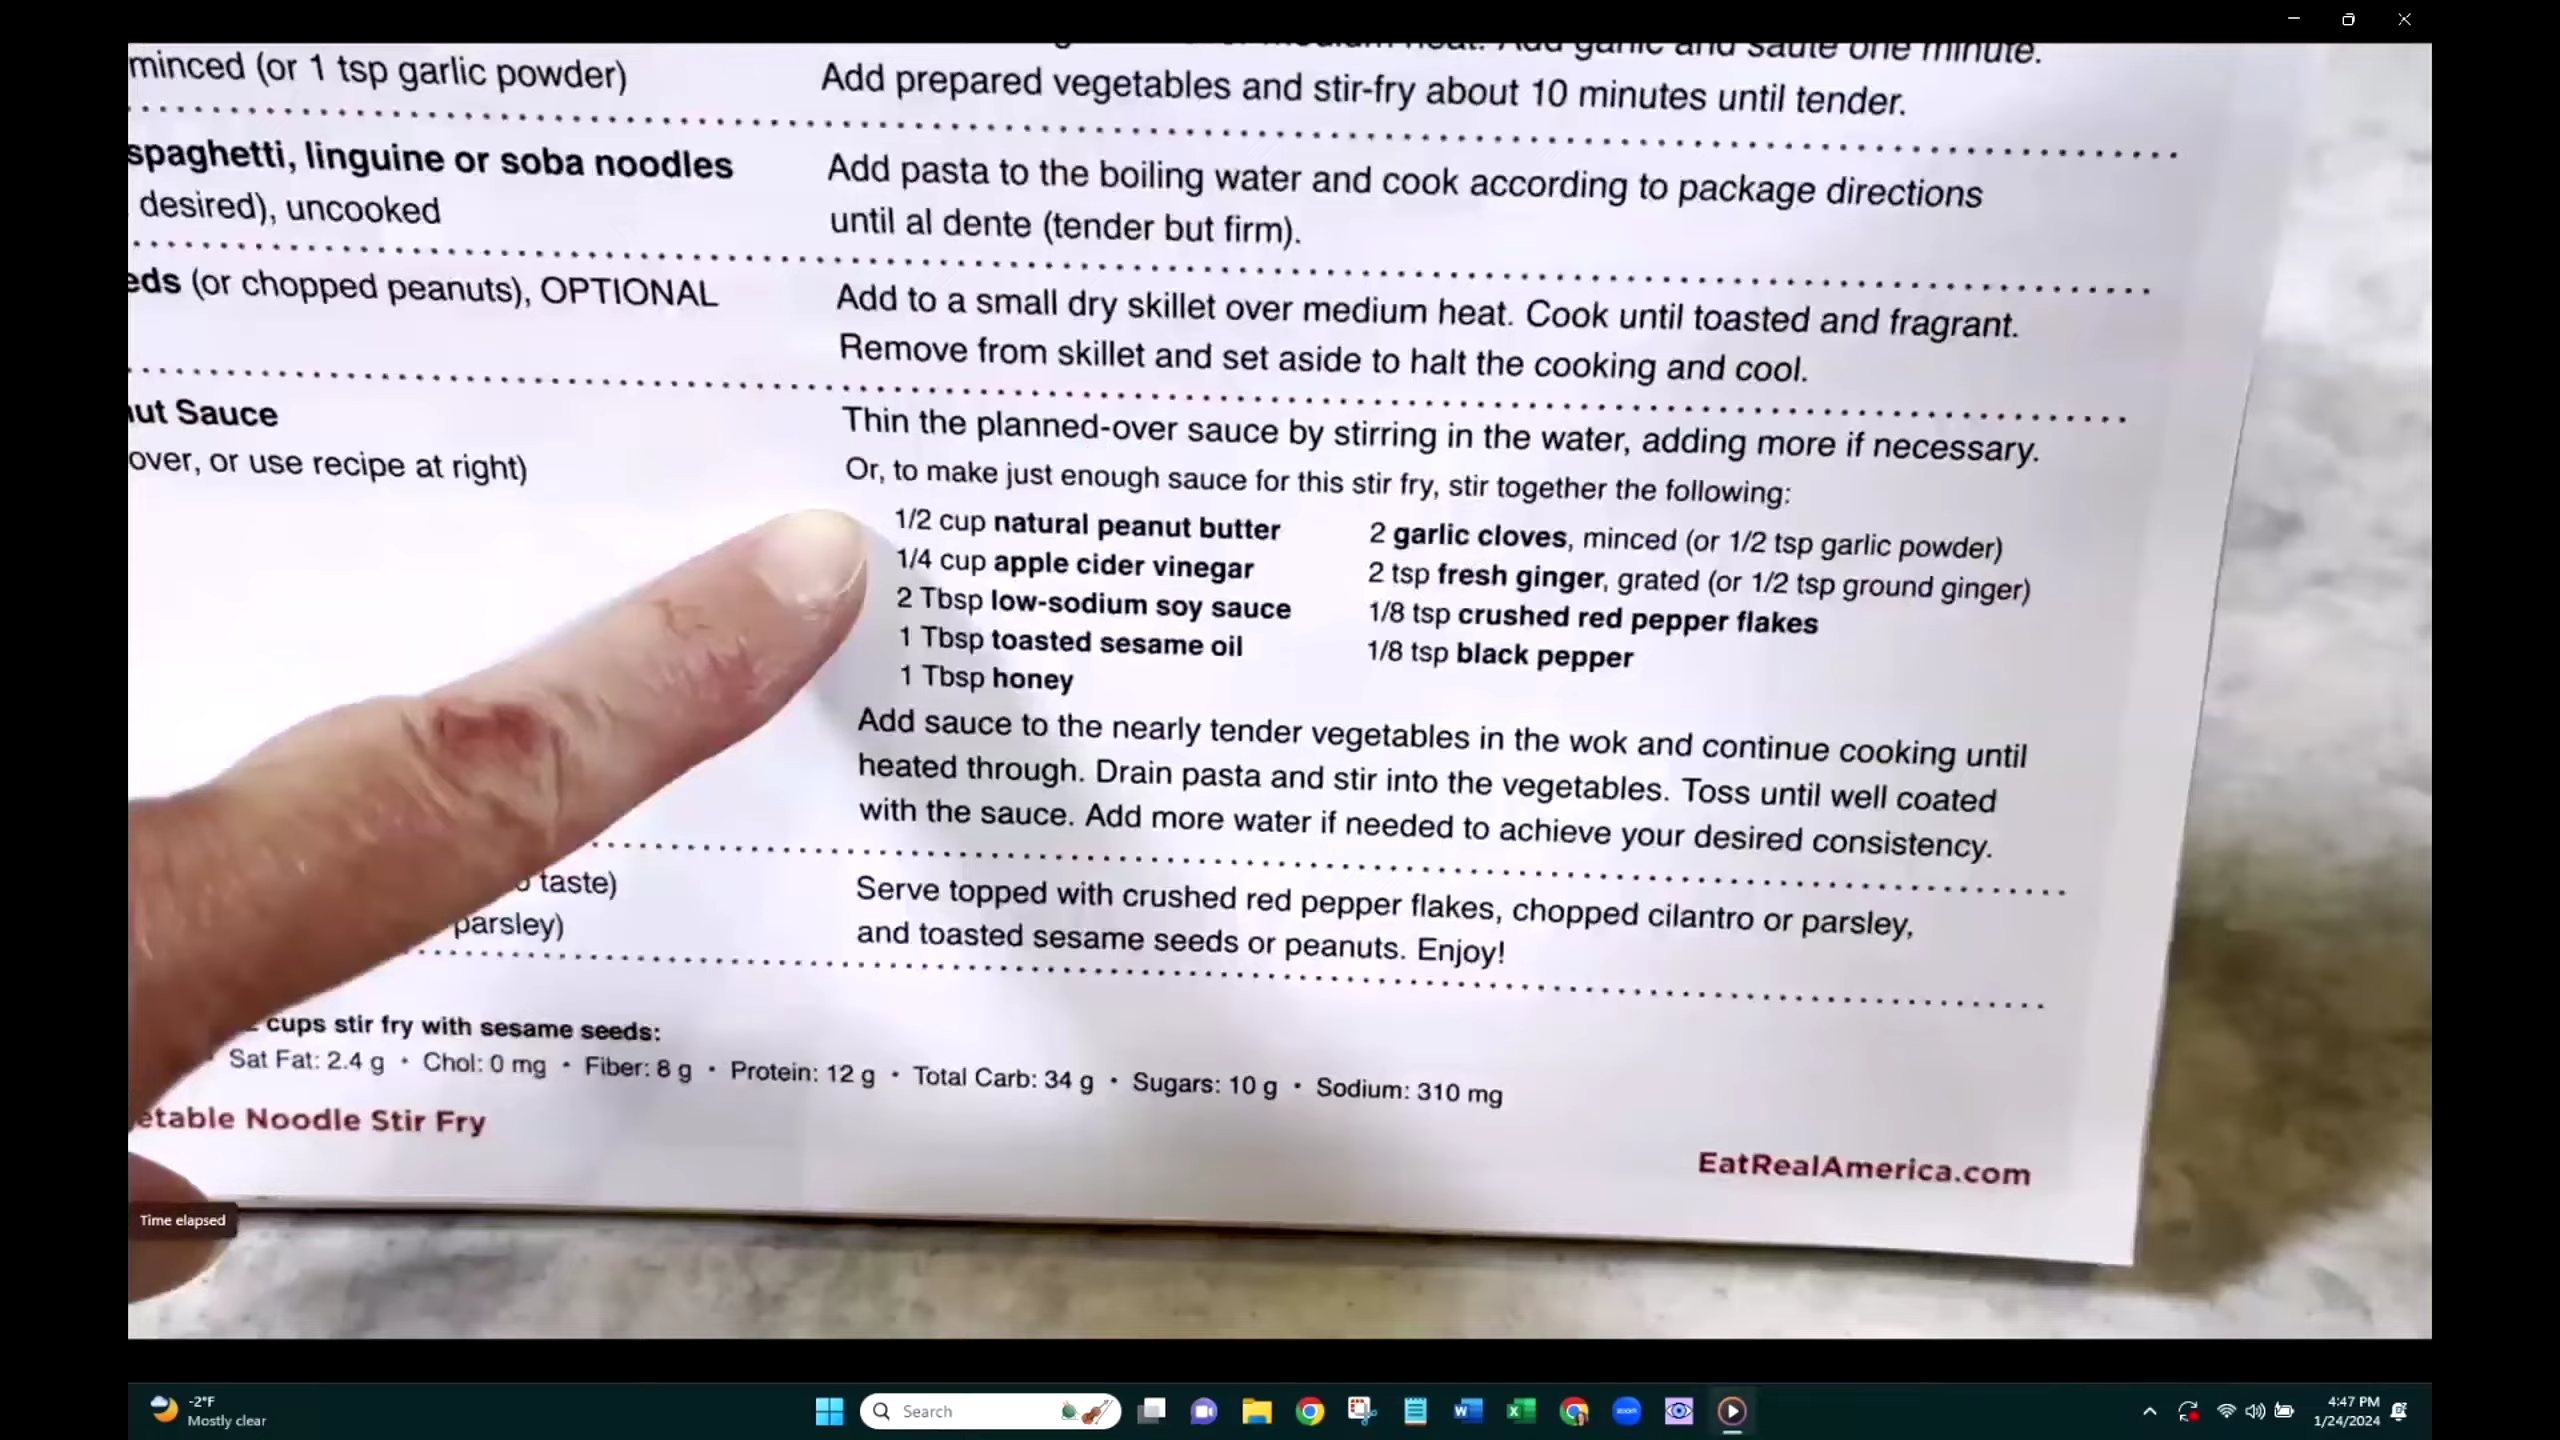 garlic and sauté one minute.
minced (or 1 tsp garlic powder)
Add prepared vegetables and stir-fry about 10 minutes until tender.
spaghetti, linguine or soba noodles
desired), uncooked
Add pasta to the boiling water and cook according to package directions
until al dente (tender but firm).
(or chopped peanuts), OPTIONAL
Add to a small dry skillet over medium heat. Cook until toasted and fragrant.
Remove from skillet and set aside to halt the cooking and cool.
Sauce
over, or use recipe at right)
Thin the planned-over sauce by stirring in the water, adding more if necessary.
Or, to make just enough sauce for this stir fry, stir together the following:
1/2 cup natural peanut butter
1/4 cup apple cider vinegar
2 Tbsp low-sodium soy sauce
1 Tbsp toasted sesame oil
1 Tbsp honey
2 garlic cloves, minced (or 1/2 tsp garlic powder)
2 tsp fresh ginger, grated (or 1/2 tsp ground ginger)
1/8 tsp crushed red pepper flakes
1/8 tsp black pepper
Add sauce to the nearly tender vegetables in the wok and continue cooking until
heated through. Drain pasta and stir into the vegetables. Toss until well coated
with the sauce. Add more water if needed to achieve your desired consistency.
taste)
parsley)
Serve topped with crushed red pepper flakes, chopped cilantro or parsley,
and toasted sesame seeds or peanuts. Enjoy!
cups stir fry with sesame seeds:
Sat Fat: 2.4 g • Chol: 0 mg • Fiber: 8 g • Protein: 12 g • Total Carb: 34 g • Sugars: 10 g • Sodium: 310 mg
etable Noodle Stir Fry
EatRealAmerica.com
Time elapsed
-2°F
Mostly clear
Search
zoom
4:47 PM
1/24/2024